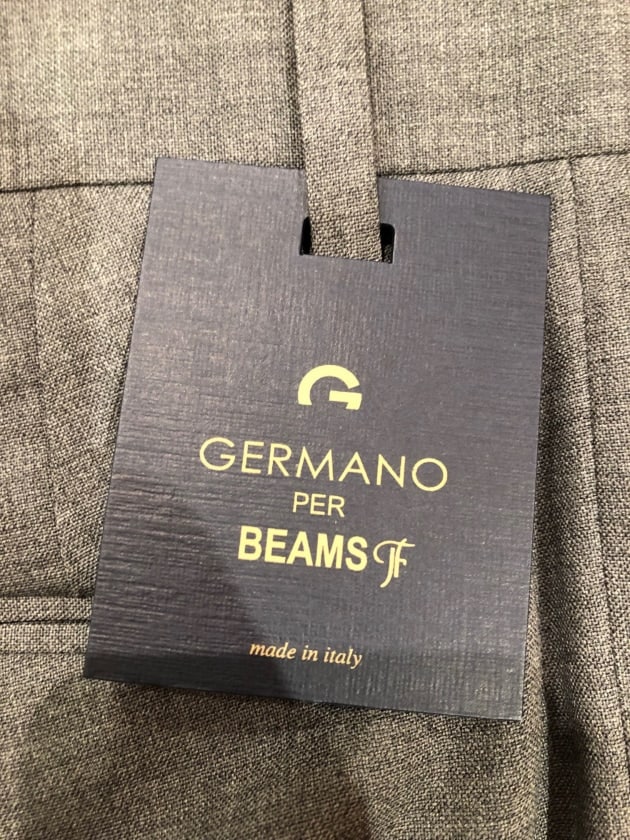 G
GERMANO
PER
BEAMS F
made in italy